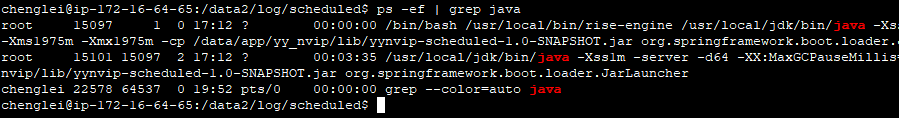 chenglei@ip-172-16-64-65:/data2/log/scheduled$ ps -ef | grep java
root 15097 1 0 17:12 ? 00:00:00 /bin/bash /usr/local/bin/rise-engine /usr/local/jdk/bin/java -Xss
-Xms1975m -Xmx1975m -cp /data/app/yy_nvip/lib/yynvip-scheduled-1.0-SNAPSHOT.jar org.springframework.boot.loader.
root 15101 15097 2 17:12 ? 00:03:35 /usr/local/jdk/bin/java -Xss1m -server -d64 -XX:MaxGCPauseMillis=
nvip/lib/yynvip-scheduled-1.0-SNAPSHOT.jar org.springframework.boot.loader.JarLauncher
chenglei 22578 64537 0 19:52 pts/0 00:00:00 grep --color=auto java
chenglei@ip-172-16-64-65:/data2/log/scheduled$